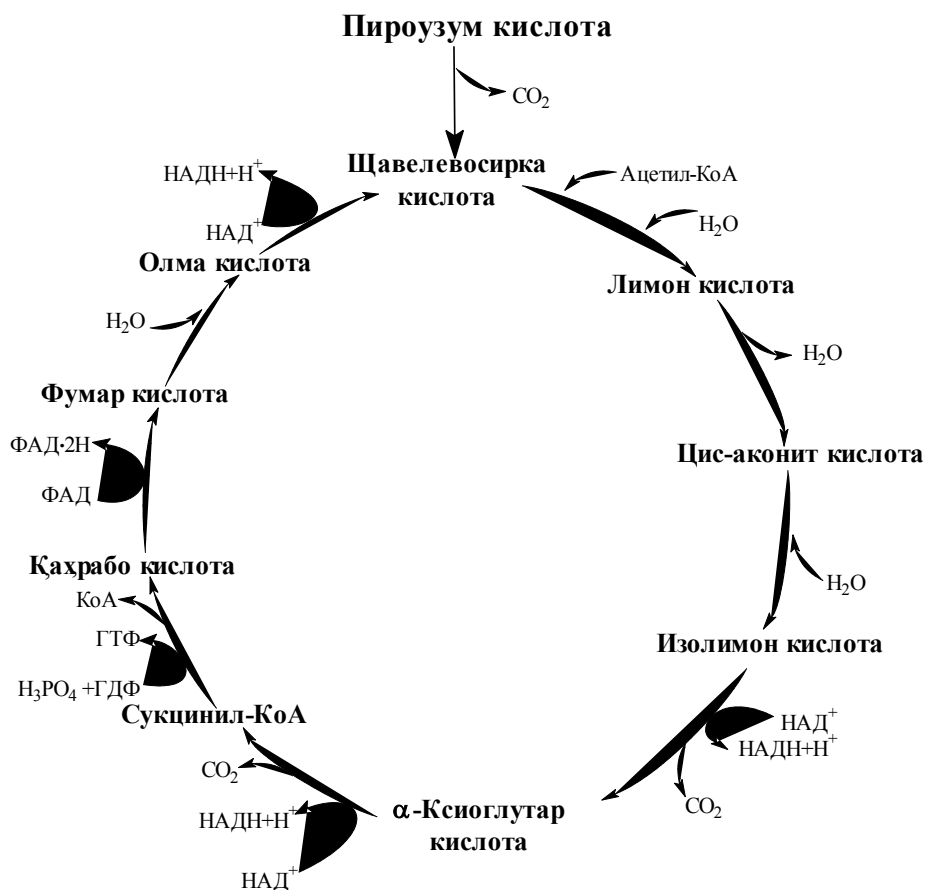 Пироузум кислота
CO2
Щавелевосирка
кислота
Ацетил-КоА
H2O
Лимон кислота
H2O
Цис-аконит кислота
H2O
Изолимон кислота
НАД+
НАДН+Н+
CO2
α-Ксиоглутар
кислота
НАДН+Н+
НАД+
CO2
Сукцинил-КоА
H3PO4 +ГДФ
ГТФ
КоА
Қаҳрабо кислота
ФАД
ФАД·2Н
Фумар кислота
H2O
Олма кислота
НАД+
НАДН+Н+